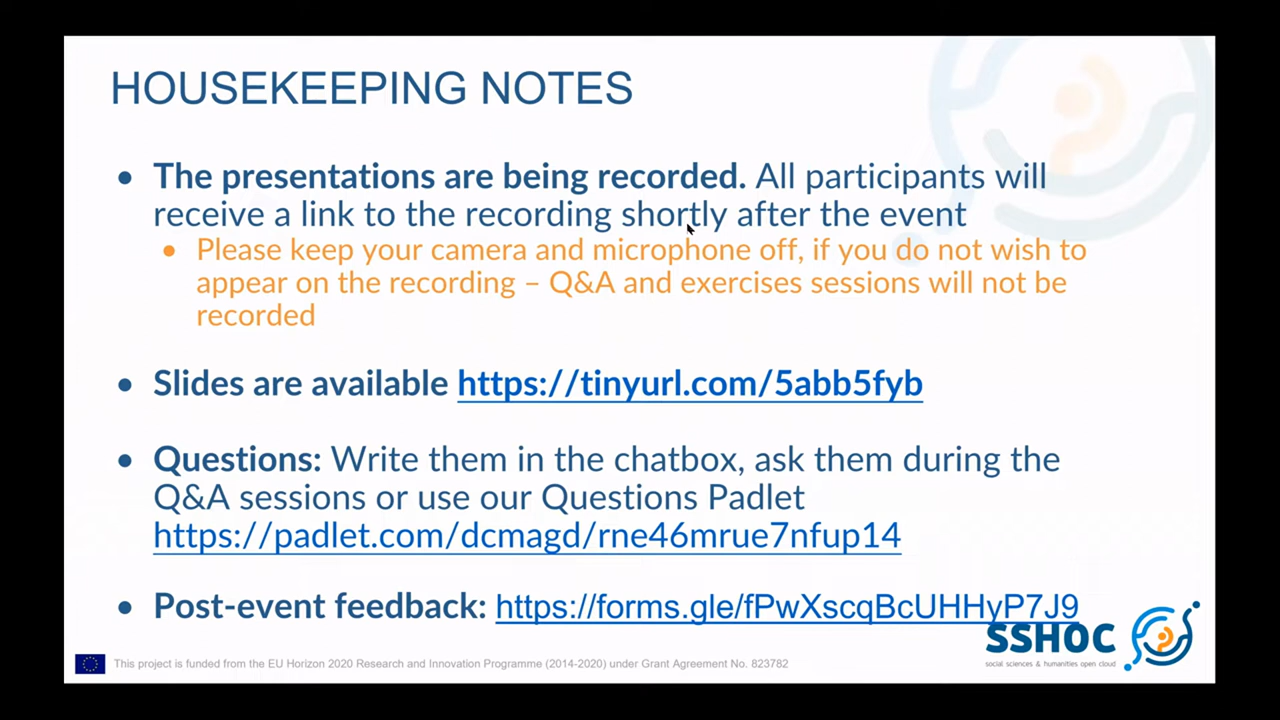 HOUSEKEEPING NOTES
• The presentations are being recorded. All participants will
receive a link to the recording shortly after the event
• Please keep your camera and microphone off, if you do not wish to
appear on the recording – Q&A and exercises sessions will not be
recorded
• Slides are available https://tinyurl.com/5abb5fyb
• Questions: Write them in the chatbox, ask them during the
Q&A sessions or use our Questions Padlet
https://padlet.com/dcmagd/rne46mrue7nfup14
• Post-event feedback: https://forms.gle/fPwXscqBcUHHyP7J9
SSHOC
social sciences & humanities open cloud
This project is funded from the EU Horizon 2020 Research and Innovation Programme (2014-2020) under Grant Agreement No. 823782